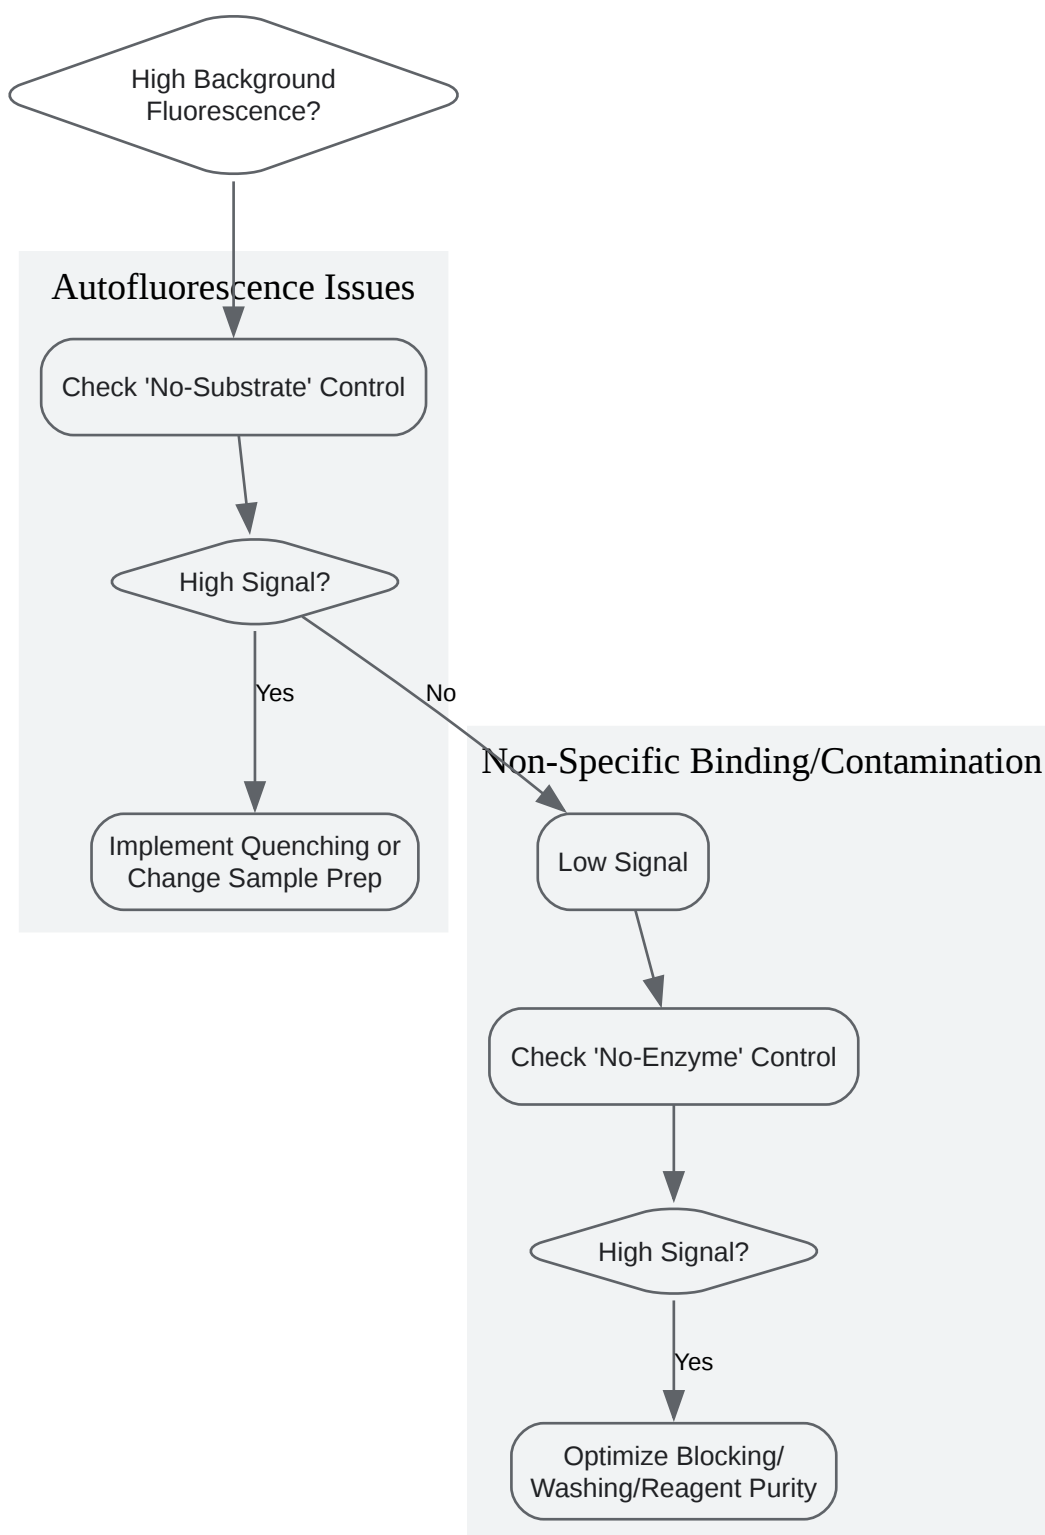 High Background
Fluorescence?
Autofluorescence Issues
Check 'No-Substrate' Control
High Signal?
Yes
No
Implement Quenching or
Change Sample Prep
Non-Specific Binding/Contamination
Low Signal
Check 'No-Enzyme' Control
High Signal?
Yes
Optimize Blocking/
Washing/Reagent Purity